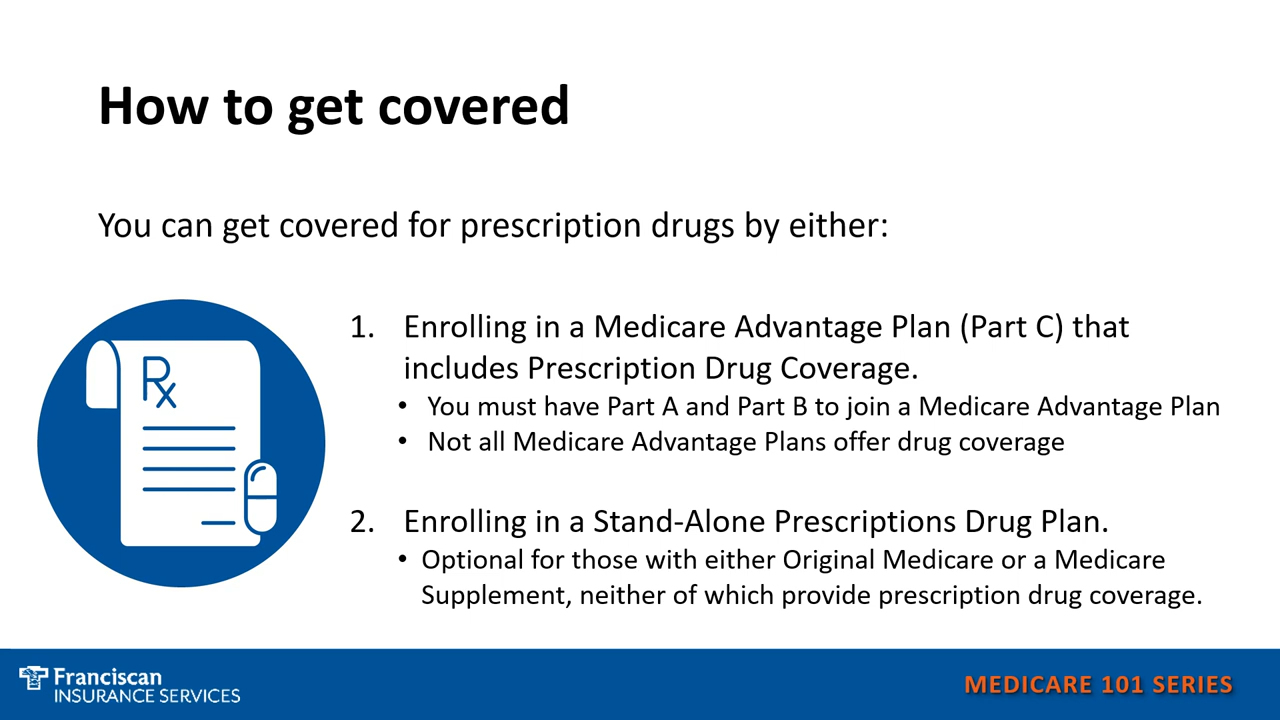 How to get covered
You can get covered for prescription drugs by either:
1. Enrolling in a Medicare Advantage Plan (Part C) that
includes Prescription Drug Coverage.
• You must have Part A and Part B to join a Medicare Advantage Plan
• Not all Medicare Advantage Plans offer drug coverage
2. Enrolling in a Stand-Alone Prescriptions Drug Plan.
• Optional for those with either Original Medicare or a Medicare
Supplement, neither of which provide prescription drug coverage.
Rx
Franciscan
INSURANCE SERVICES
MEDICARE 101 SERIES